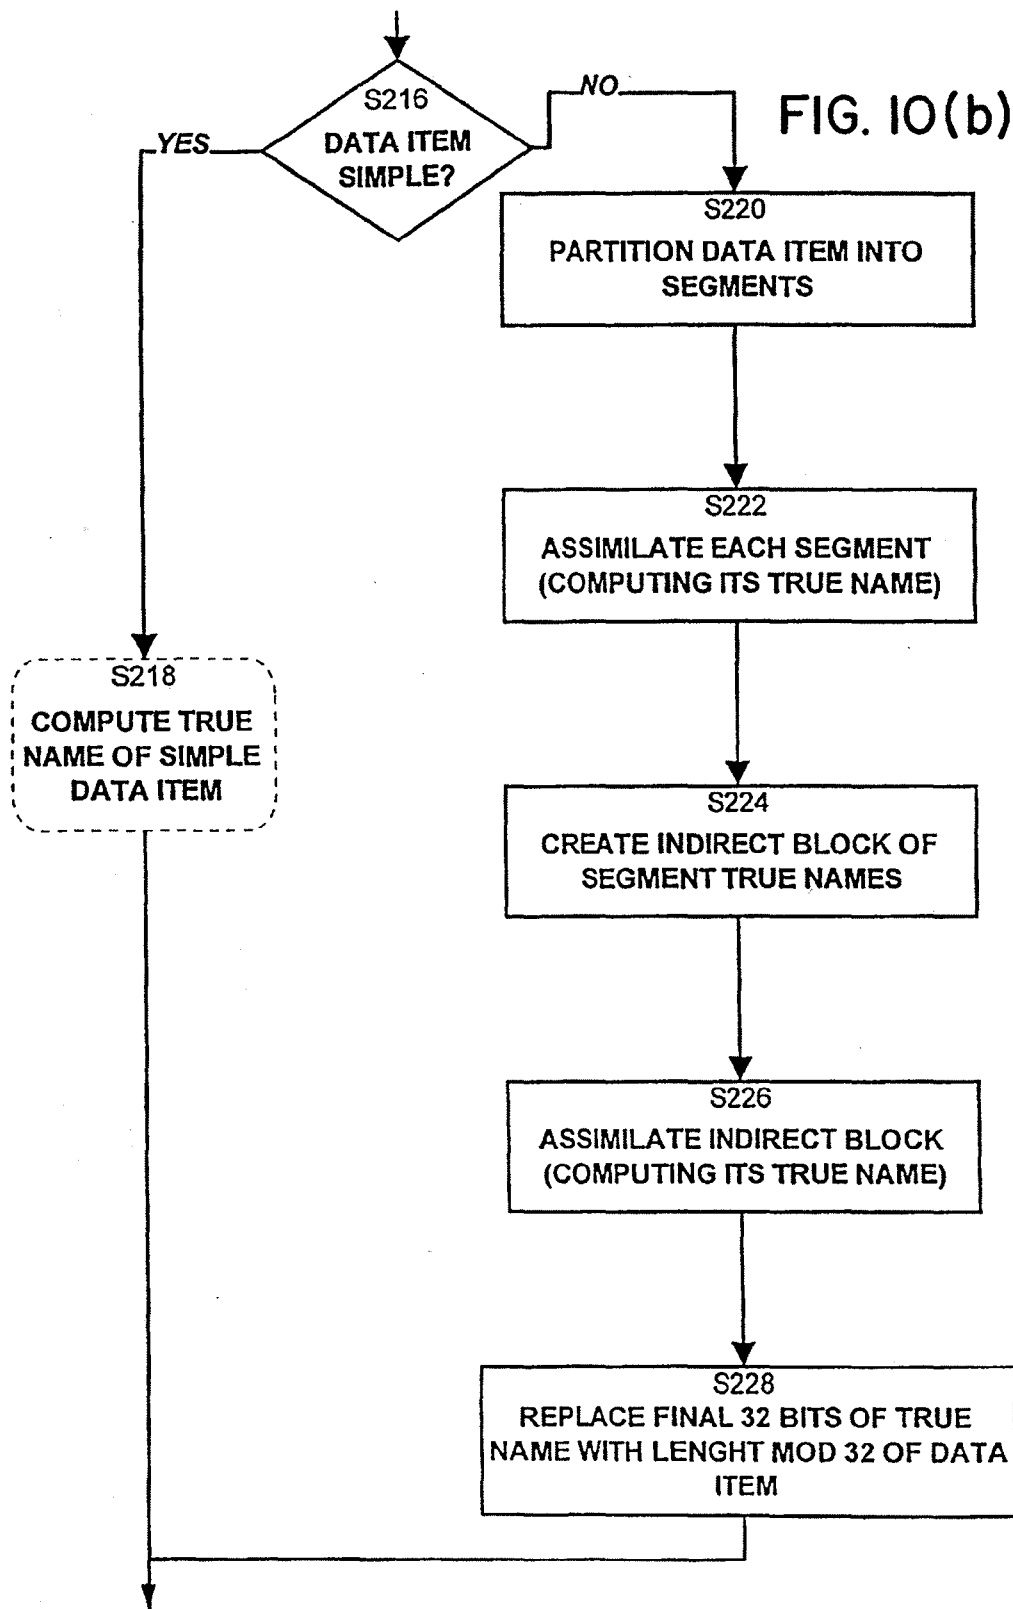 FIG. 10(b)
S216
DATA ITEM
SIMPLE?
YES
NO
S220
PARTITION DATA ITEM INTO
SEGMENTS
S222
ASSIMILATE EACH SEGMENT
(COMPUTING ITS TRUE NAME)
S218
COMPUTE TRUE
NAME OF SIMPLE
DATA ITEM
S224
CREATE INDIRECT BLOCK OF
SEGMENT TRUE NAMES
S226
ASSIMILATE INDIRECT BLOCK
(COMPUTING ITS TRUE NAME)
S228
REPLACE FINAL 32 BITS OF TRUE
NAME WITH LENGHT MOD 32 OF DATA
ITEM